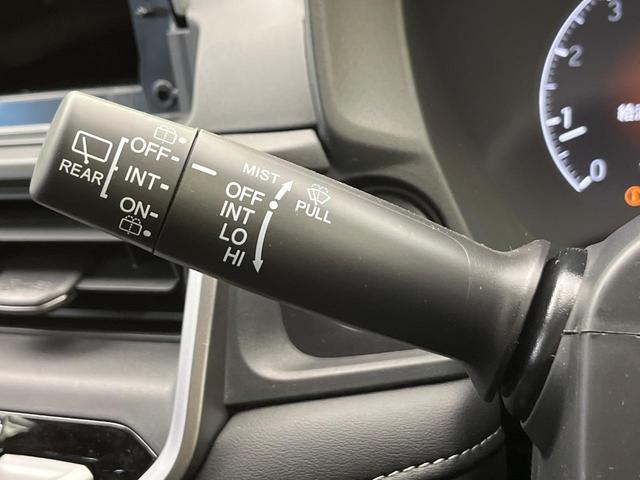 REAR
OFF
INT
ON
MIST
OFF
INT
LO
HI
PULL
3
2
1
0